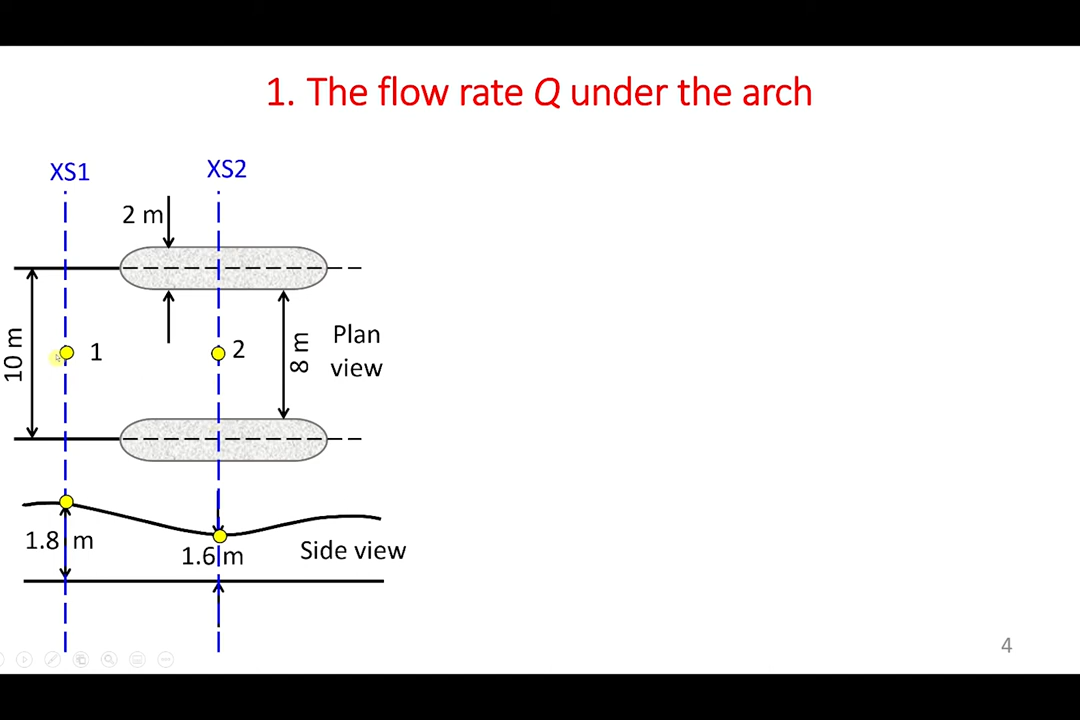 1. The flow rate Q under the arch
XS1
XS2
2 m
10 m
1
2
8 m
Plan
view
1.8 m
1.6 m
Side view
4